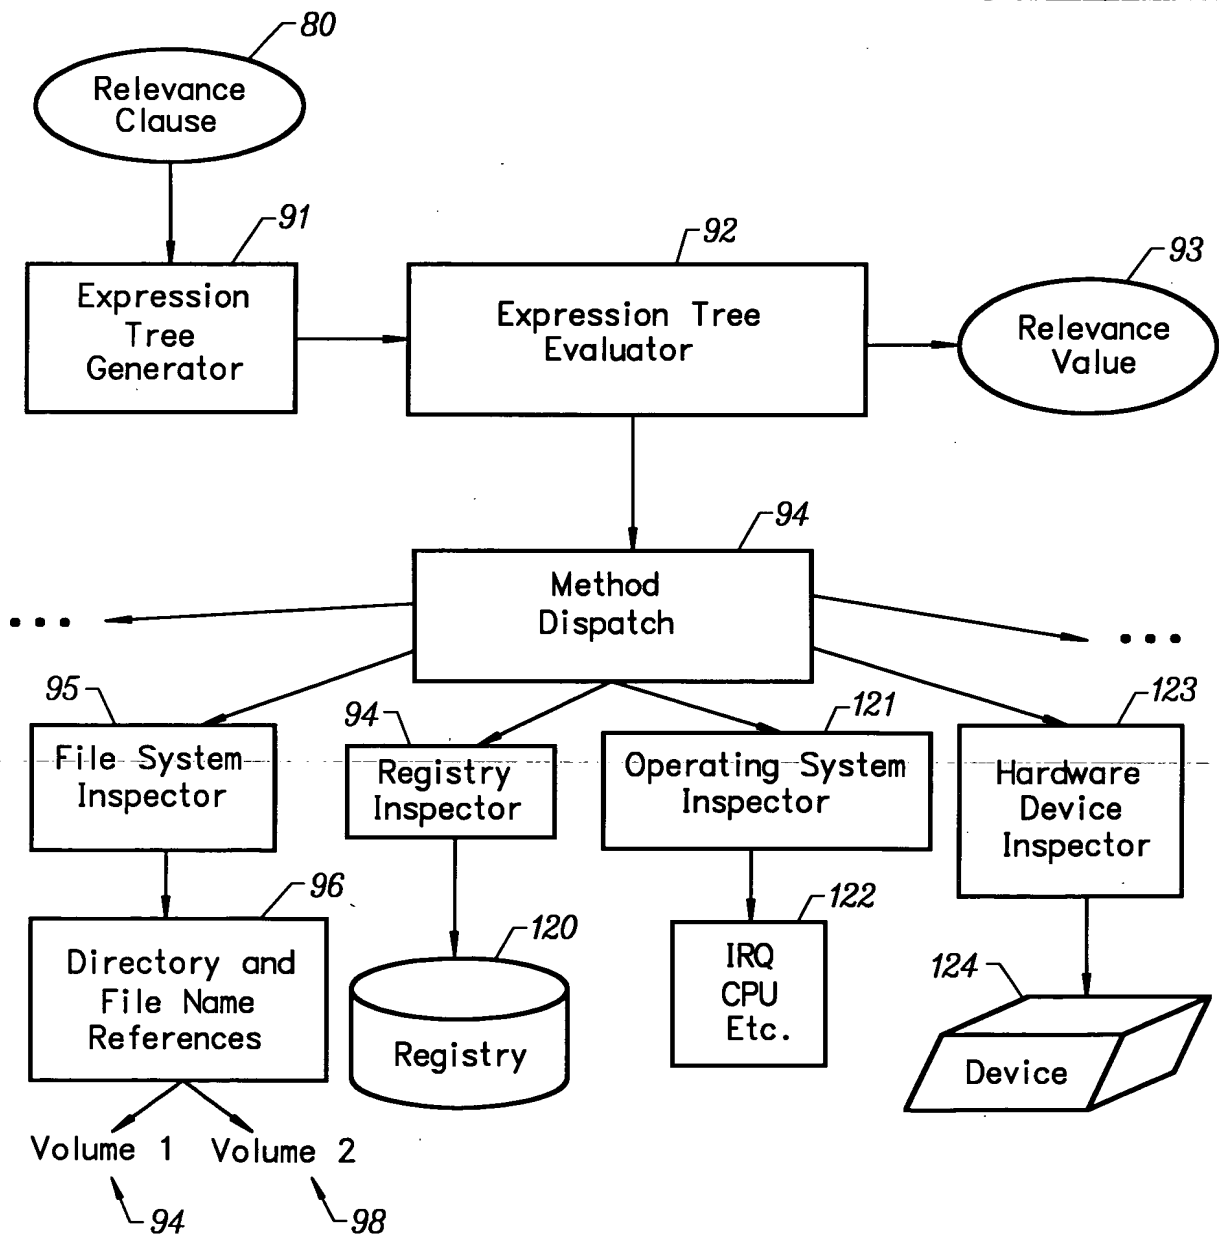 80
Relevance
Clause
91
Expression
Tree
Generator
92
Expression Tree
Evaluator
93
Relevance
Value
94
Method
Dispatch
...
...
95
File System
Inspector
94
Registry
Inspector
121
Operating System
Inspector
123
Hardware
Device
Inspector
96
Directory and
File Name
References
120
Registry
122
IRQ
CPU
Etc.
124
Device
Volume 1
Volume 2
94
98